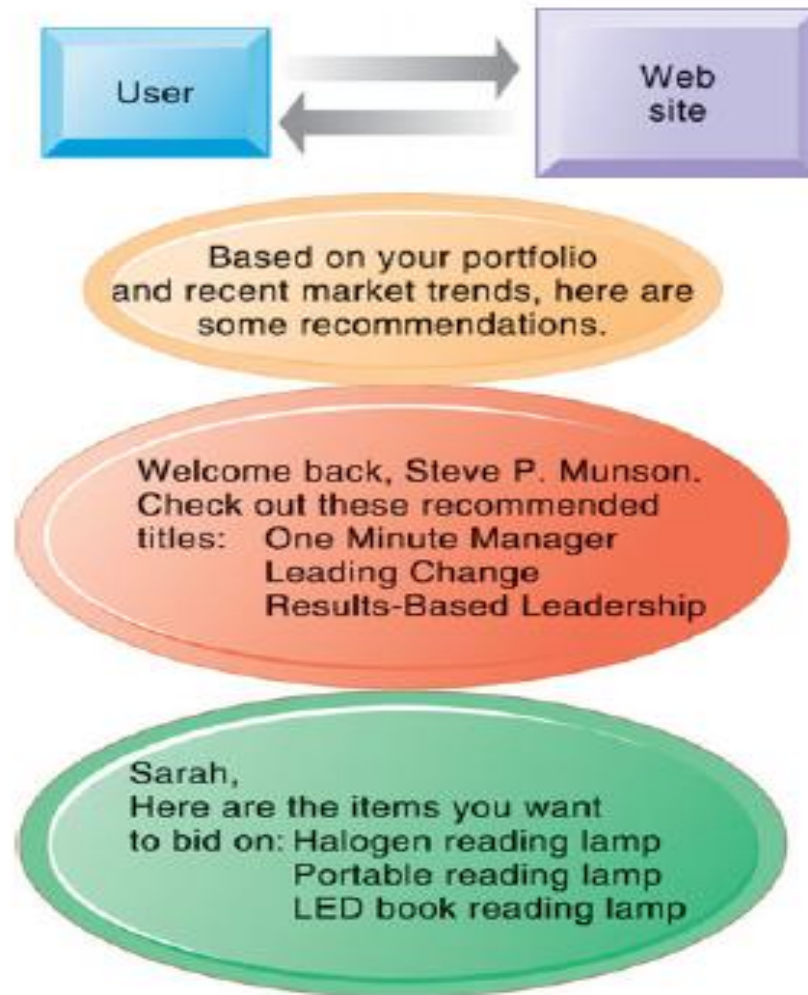 User
Web
site
Based on your portfolio
and recent market trends, here are
some recommendations.
Welcome back, Steve P. Munson.
Check out these recommended
titles: One Minute Manager
Leading Change
Results-Based Leadership
Sarah,
Here are the items you want
to bid on: Halogen reading lamp
Portable reading lamp
LED book reading lamp